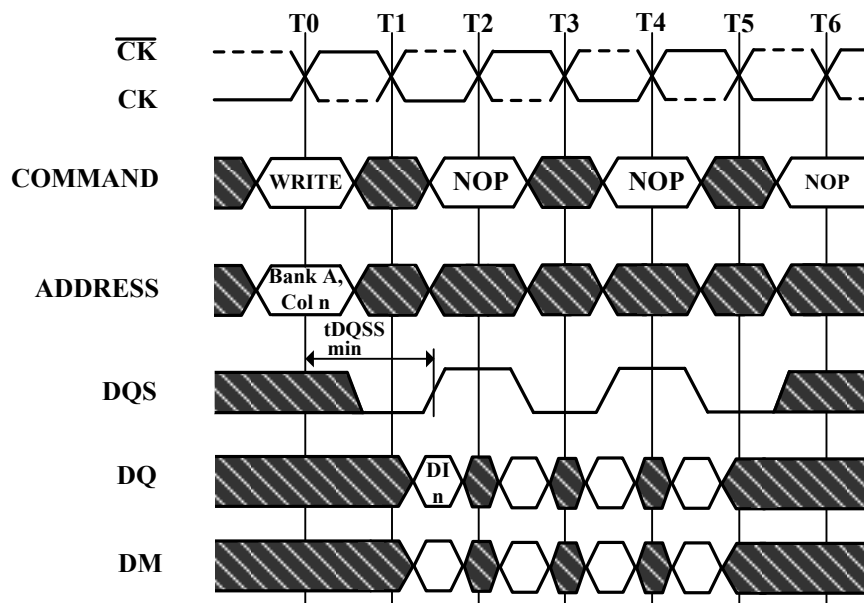 T0 T1 T2 T3 T4 T5 T6
CK
CK
COMMAND WRITE NOP NOP NOP
ADDRESS Bank A,
Col n
tDQSS
min
DQS
DQ DI
n
DM